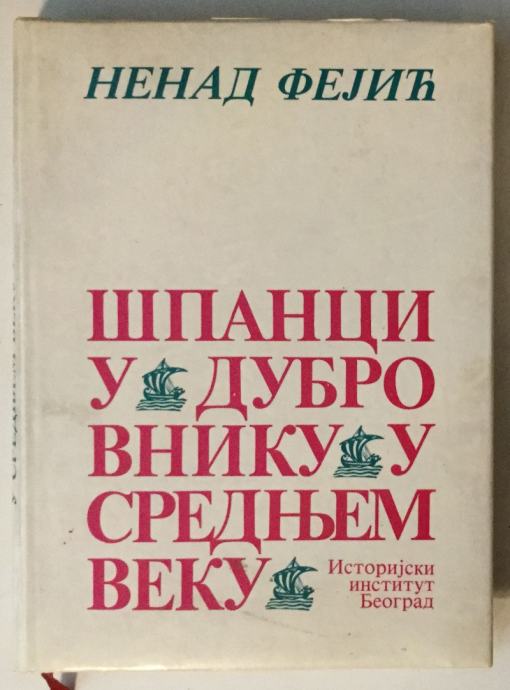 НЕНАД ФЕЈИЋ
ШПАНЦИ
У ДУБРО
ВНИКУ У
СРЕДЊЕМ
ВЕКУ
Историјски
институт
Београд